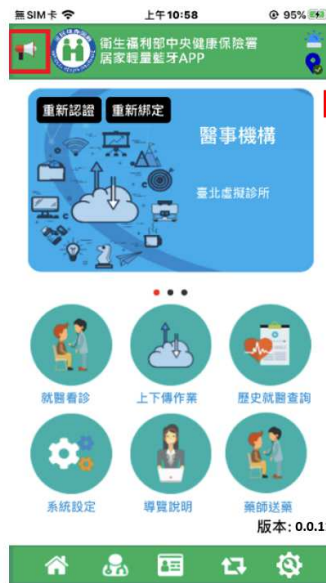 無SIM卡 上午10:58 95%
衛生福利部中央健康保險署
居家輕量藍牙APP
重新認證 重新綁定
醫事機構
臺北虛擬診所
就醫看診 上下傳作業 歷史就醫查詢
系統設定 導覽說明 藥師送藥
版本: 0.0.1